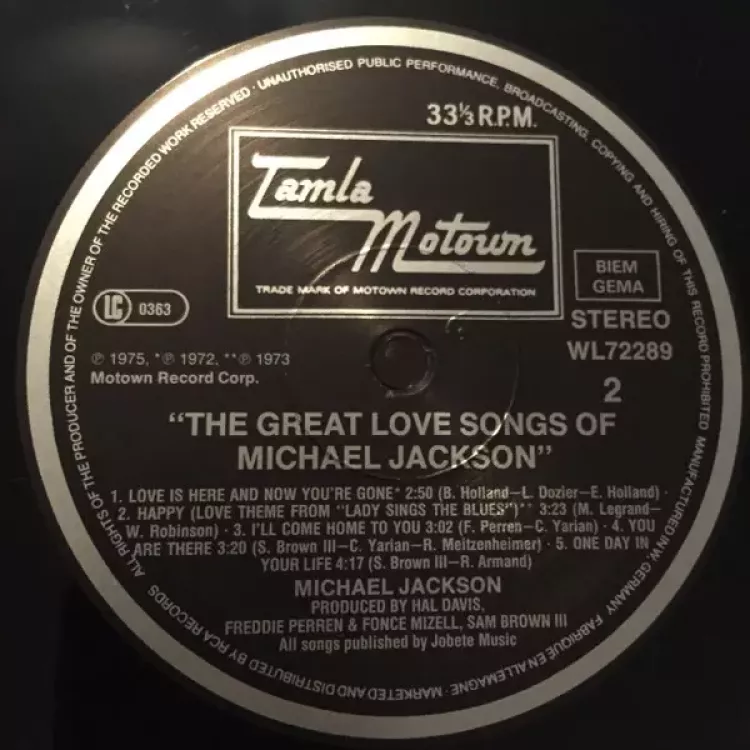 ALL RIGHTS OF THE PRODUCER AND OF THE OWNER OF THE RECORDED WORK RESERVED · UNAUTHORISED PUBLIC PERFORMANCE, BROADCASTING, COPYING AND HIRING OF THIS RECORD PROHIBITED MANUFACTURED IN W. GERMANY FABRIQUÉ EN ALLEMAGNE · MARKETED AND DISTRIBUTED BY RCA RECORDS
33⅓ R.P.M.
Tamla
Motown
TRADE MARK OF MOTOWN RECORD CORPORATION
BIEM
GEMA
LC 0363
STEREO
WL72289
℗ 1975, *℗ 1972, **℗ 1973
Motown Record Corp.
2
"THE GREAT LOVE SONGS OF
MICHAEL JACKSON"
1. LOVE IS HERE AND NOW YOU'RE GONE* 2:50 (B. Holland—L. Dozier—E. Holland) ·
2. HAPPY (LOVE THEME FROM "LADY SINGS THE BLUES")** 3:23 (M. Legrand—
W. Robinson) · 3. I'LL COME HOME TO YOU 3:02 (F. Perren—C. Yarian) · 4. YOU
ARE THERE 3:20 (S. Brown III—C. Yarian—R. Meitzenheimer) · 5. ONE DAY IN
YOUR LIFE 4:17 (S. Brown III—R. Armand)
MICHAEL JACKSON
PRODUCED BY HAL DAVIS,
FREDDIE PERREN & FONCE MIZELL, SAM BROWN III
All songs published by Jobete Music